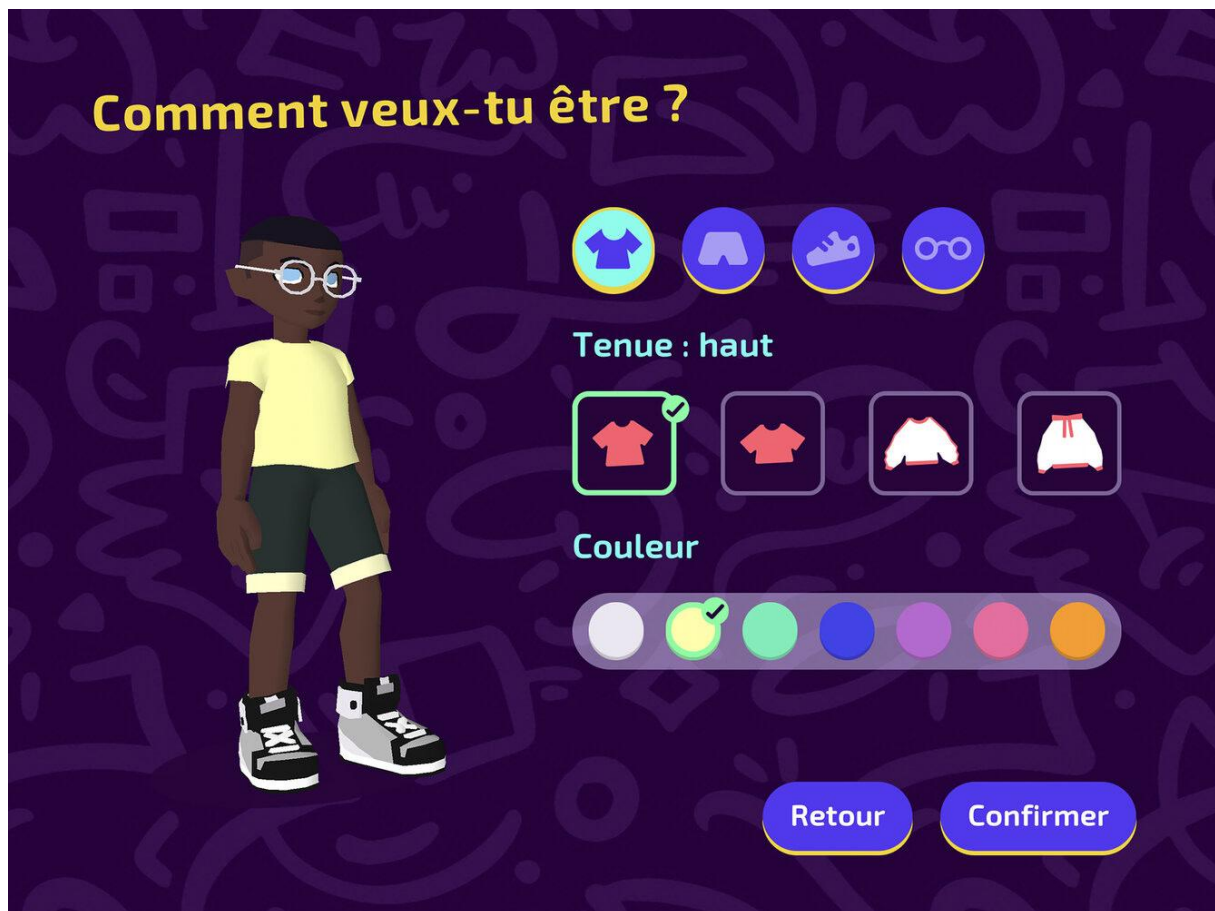 Comment veux-tu être ?
Tenue : haut
Couleur
Retour
Confirmer